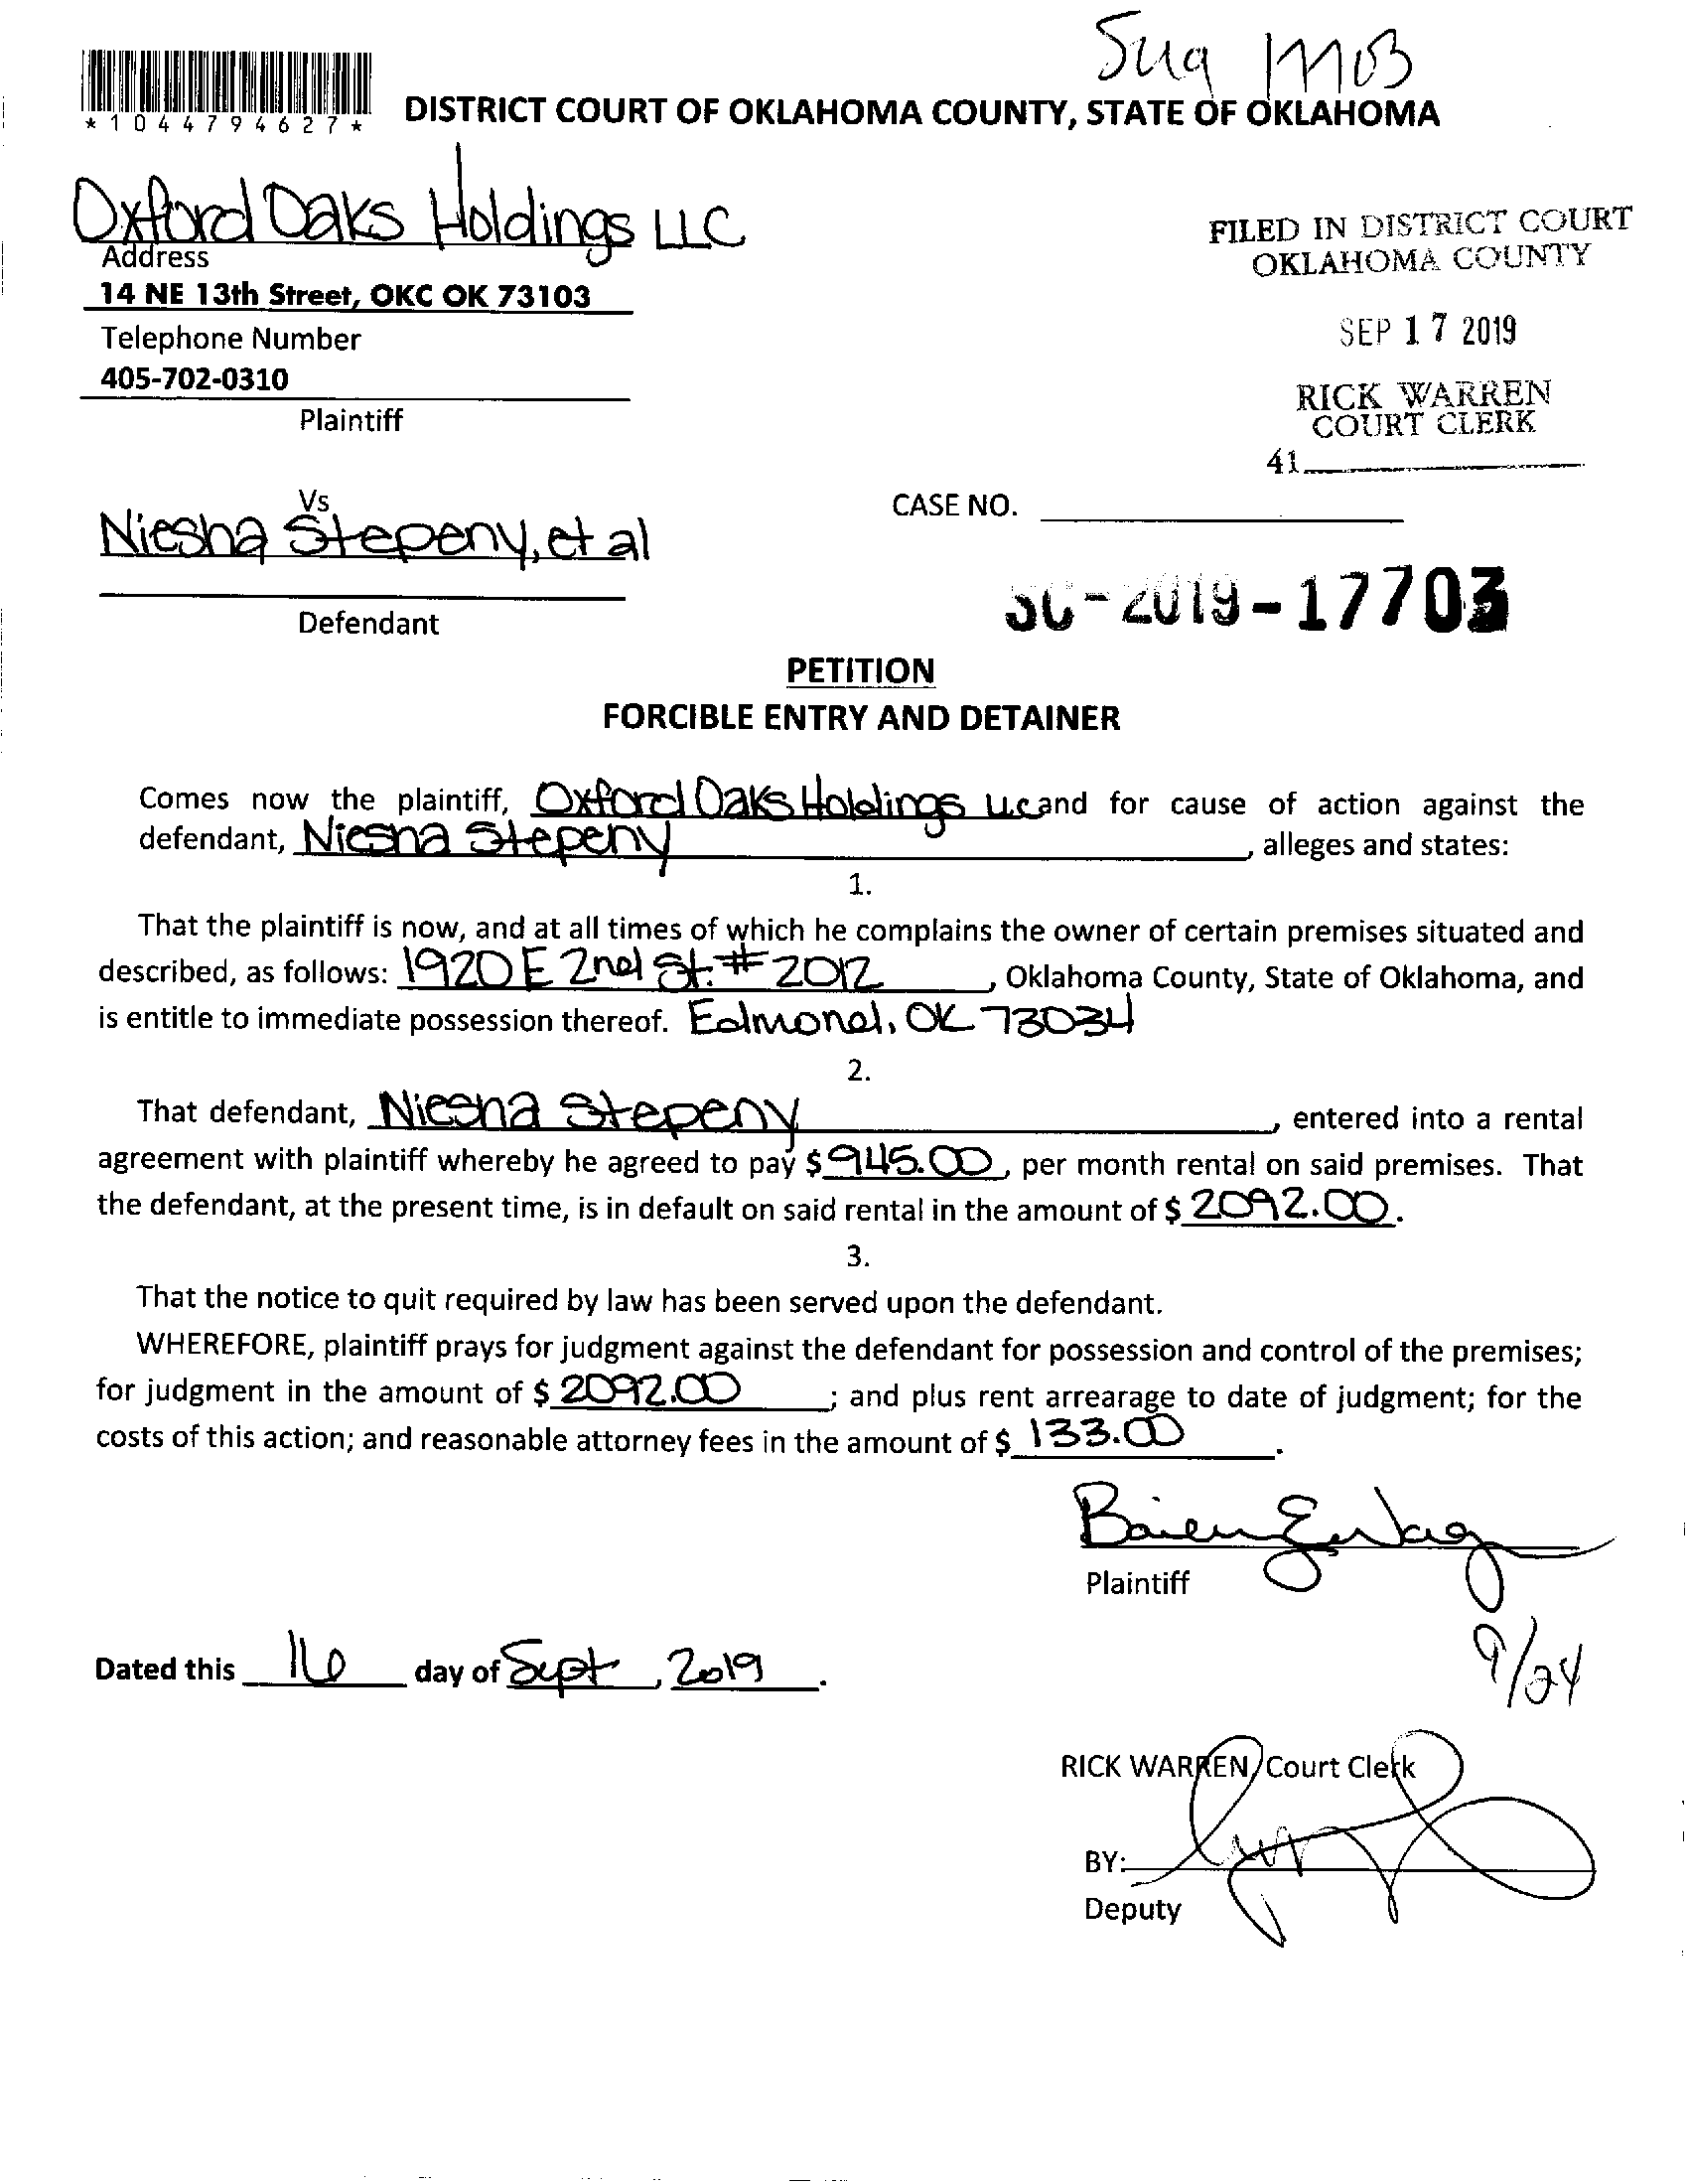 *1044794627*
DISTRICT COURT OF OKLAHOMA COUNTY, STATE OF OKLAHOMA
Oxford Oaks Holdings LLC
Address
14 NE 13th Street, OKC OK 73103
Telephone Number
405-702-0310
Plaintiff
FILED IN DISTRICT COURT
OKLAHOMA COUNTY
SEP 17 2019
RICK WARREN
COURT CLERK
41
Vs
Niesha Stepeny, et al
Defendant
CASE NO.
SC-2019-17703
PETITION
FORCIBLE ENTRY AND DETAINER
Comes now the plaintiff, Oxford Oaks Holdings LLC and for cause of action against the
defendant, Niesha Stepeny, alleges and states:
1.
That the plaintiff is now, and at all times of which he complains the owner of certain premises situated and
described, as follows: 1920 E 2nd St. #2012, Oklahoma County, State of Oklahoma, and
is entitle to immediate possession thereof. Edmond, OK 73034
2.
That defendant, Niesha Stepeny, entered into a rental
agreement with plaintiff whereby he agreed to pay $945.00, per month rental on said premises. That
the defendant, at the present time, is in default on said rental in the amount of $2092.00.
3.
That the notice to quit required by law has been served upon the defendant.
WHEREFORE, plaintiff prays for judgment against the defendant for possession and control of the premises;
for judgment in the amount of $2092.00; and plus rent arrearage to date of judgment; for the
costs of this action; and reasonable attorney fees in the amount of $133.00.
Plaintiff
9/24
Dated this 16 day of Sept, 2019.
RICK WARREN, Court Clerk
BY:
Deputy